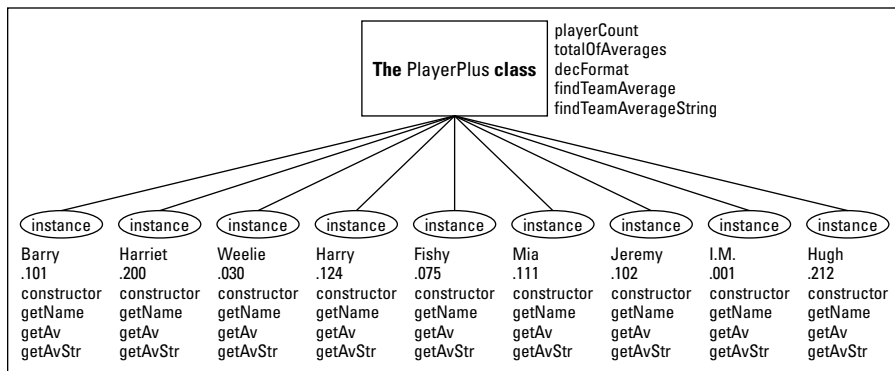 The PlayerPlus class
playerCount
totalOfAverages
decFormat
findTeamAverage
findTeamAverageString
instance instance instance instance instance instance instance instance instance
Barry Harriet Weelie Harry Fishy Mia Jeremy I.M. Hugh
.101 .200 .030 .124 .075 .111 .102 .001 .212
constructor constructor constructor constructor constructor constructor constructor constructor constructor
getName getName getName getName getName getName getName getName getName
getAv getAv getAv getAv getAv getAv getAv getAv getAv
getAvStr getAvStr getAvStr getAvStr getAvStr getAvStr getAvStr getAvStr getAvStr